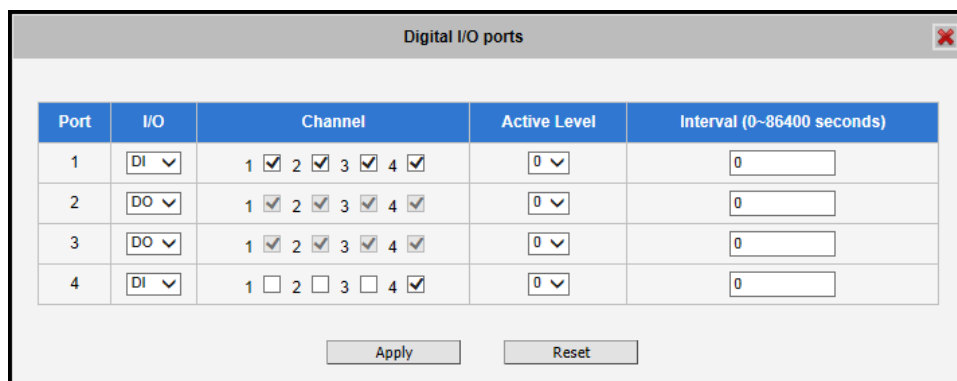 Digital I/O ports
Port I/O Channel Active Level Interval (0~86400 seconds)
1 DI 1 2 3 4 0 0
2 DO 1 2 3 4 0 0
3 DO 1 2 3 4 0 0
4 DI 1 2 3 4 0 0
Apply Reset